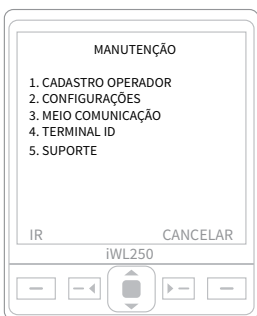 MANUTENÇÃO
1. CADASTRO OPERADOR
2. CONFIGURAÇÕES
3. MEIO COMUNICAÇÃO
4. TERMINAL ID
5. SUPORTE
IR CANCELAR
iWL250